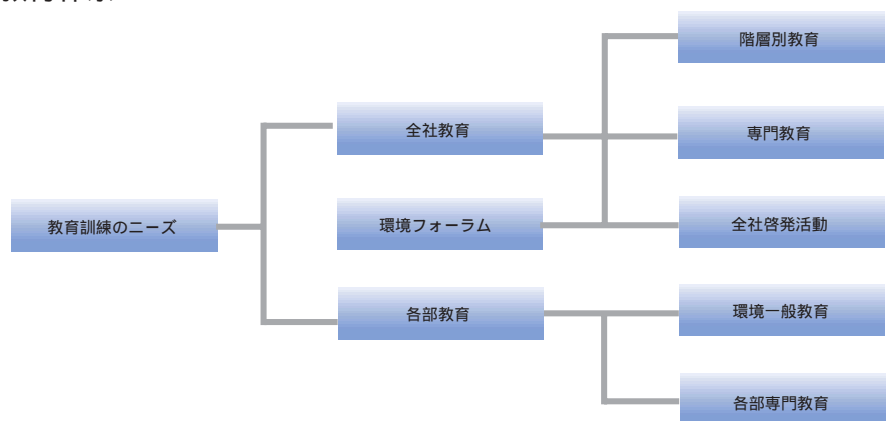 階層別教育
全社教育
専門教育
教育訓練のニーズ
環境フォーラム
全社啓発活動
各部教育
環境一般教育
各部専門教育